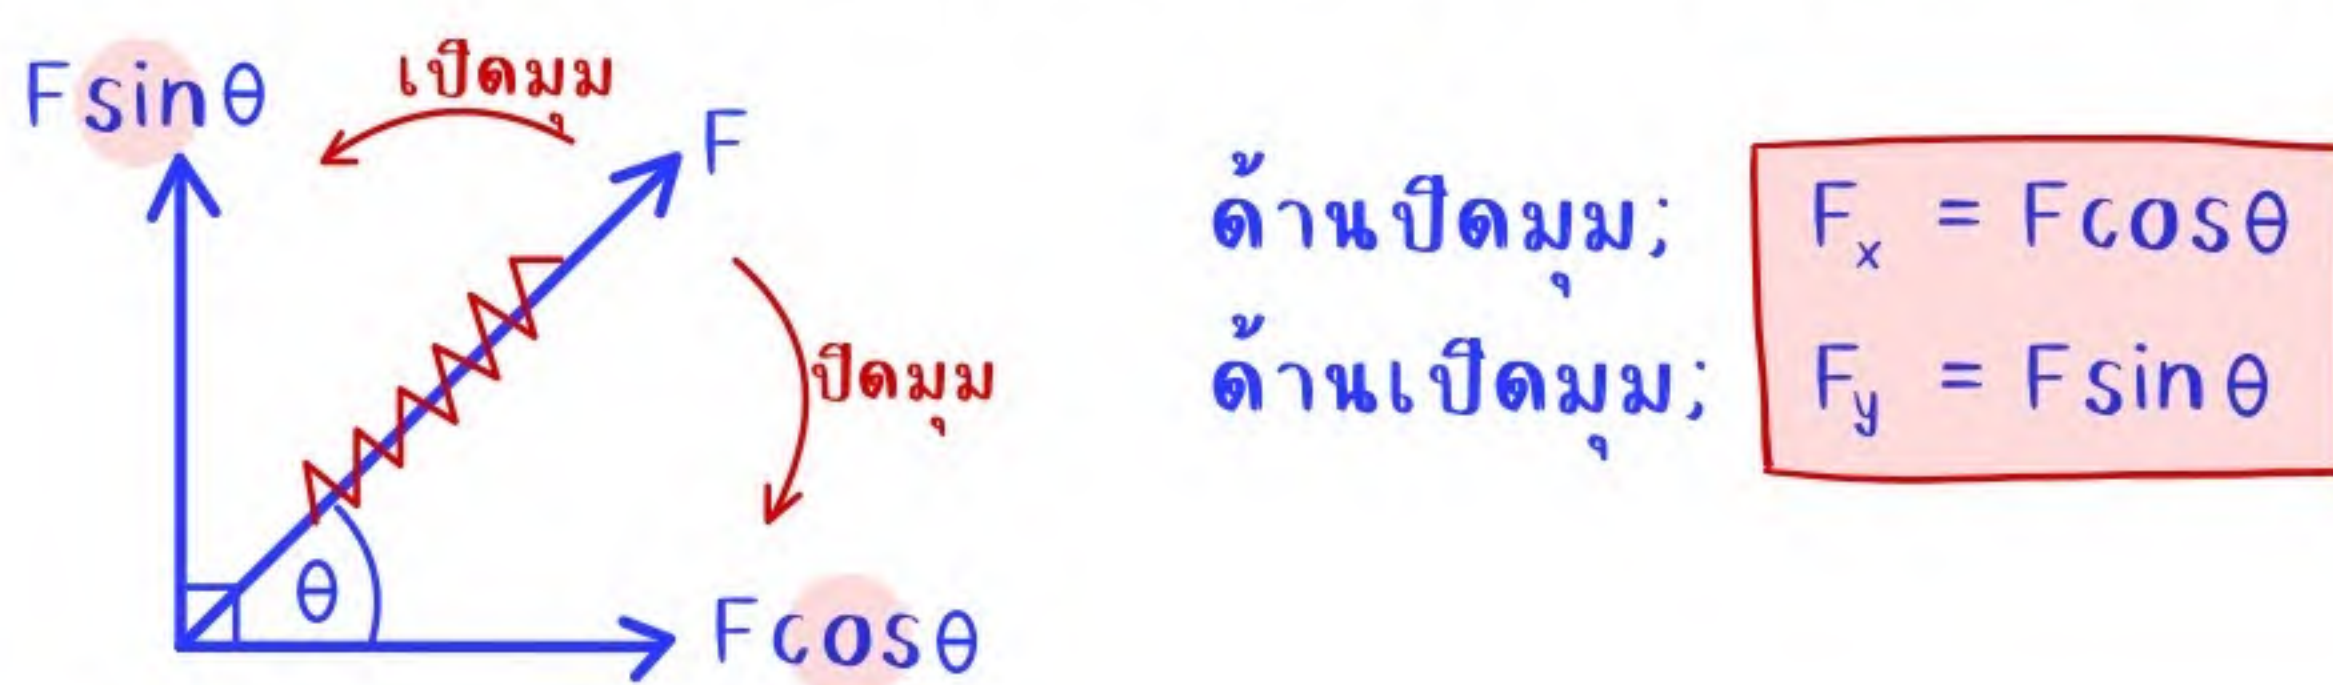 Fsinθ
เปิดมุม
F
ปิดมุม
θ
Fcosθ
ด้านปิดมุม; Fx = Fcosθ
ด้านเปิดมุม; Fy = Fsinθ